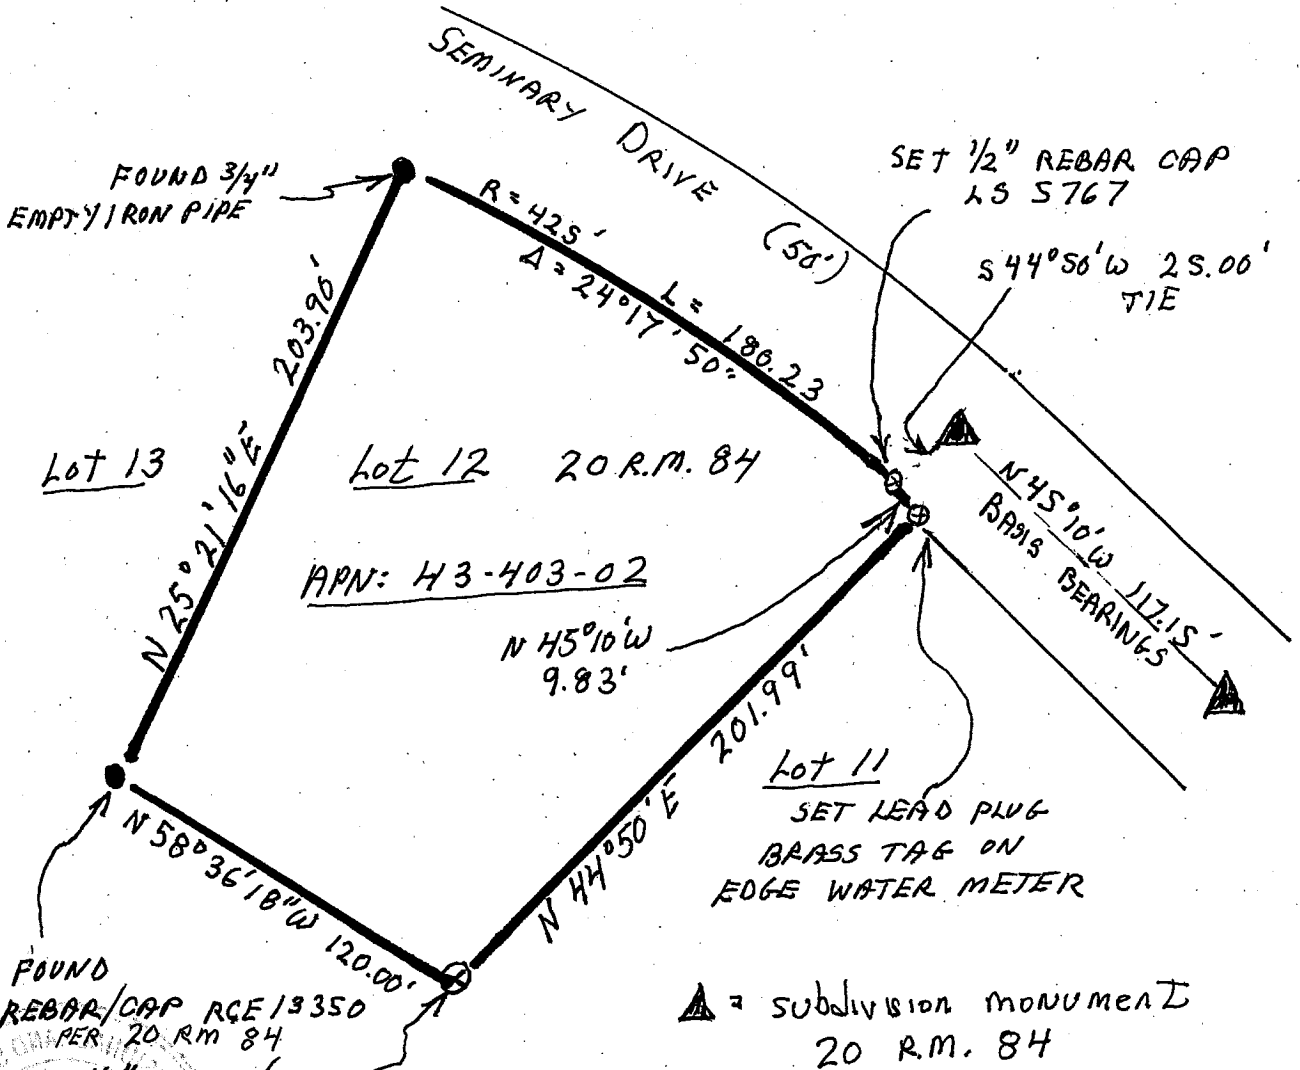 SEMINARY DRIVE (50')
FOUND 3/4"
EMPTY IRON PIPE
R = 425'
Δ = 24°17'50"
L = 180.23
SET 1/2" REBAR CAP
LS 5767
S 44°50'W 25.00'
TIE
N 25°21'16"E 203.90'
Lot 13
Lot 12 20 R.M. 84
APN: 43-403-02
N 45°10'W
9.83'
N 45°10'W 117.15'
BASIS
BEARINGS
N 44°50'E 201.99'
Lot 11
SET LEAD PLUG
BRASS TAG ON
EDGE WATER METER
N 58°36'18"W 120.00'
FOUND
REBAR/CAP RCE 13350
PER 20 RM 84
= subdivision monument
20 R.M. 84